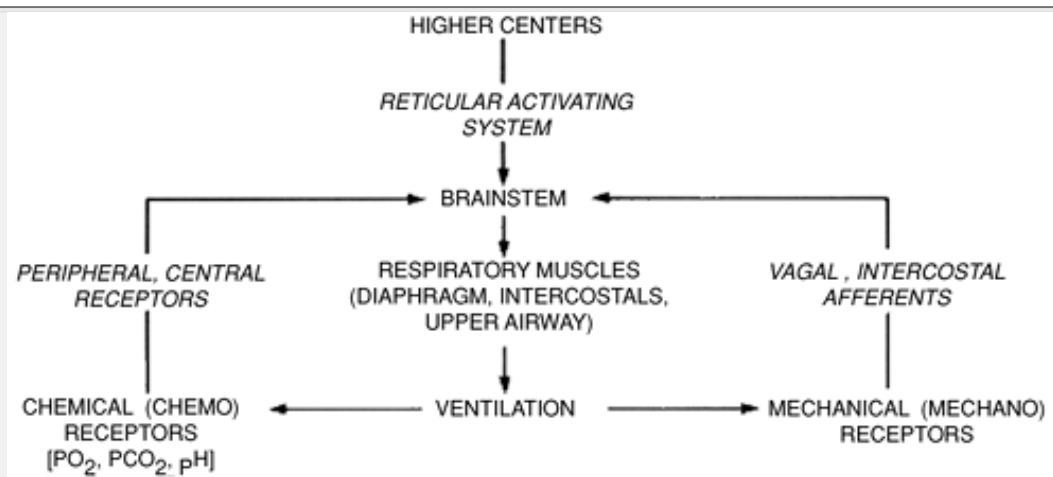 HIGHER CENTERS
RETICULAR ACTIVATING
SYSTEM
BRAINSTEM
PERIPHERAL, CENTRAL
RECEPTORS
RESPIRATORY MUSCLES
(DIAPHRAGM, INTERCOSTALS,
UPPER AIRWAY)
VAGAL , INTERCOSTAL
AFFERENTS
CHEMICAL (CHEMO)
RECEPTORS
[PO2, PCO2, PH]
VENTILATION
MECHANICAL (MECHANO)
RECEPTORS